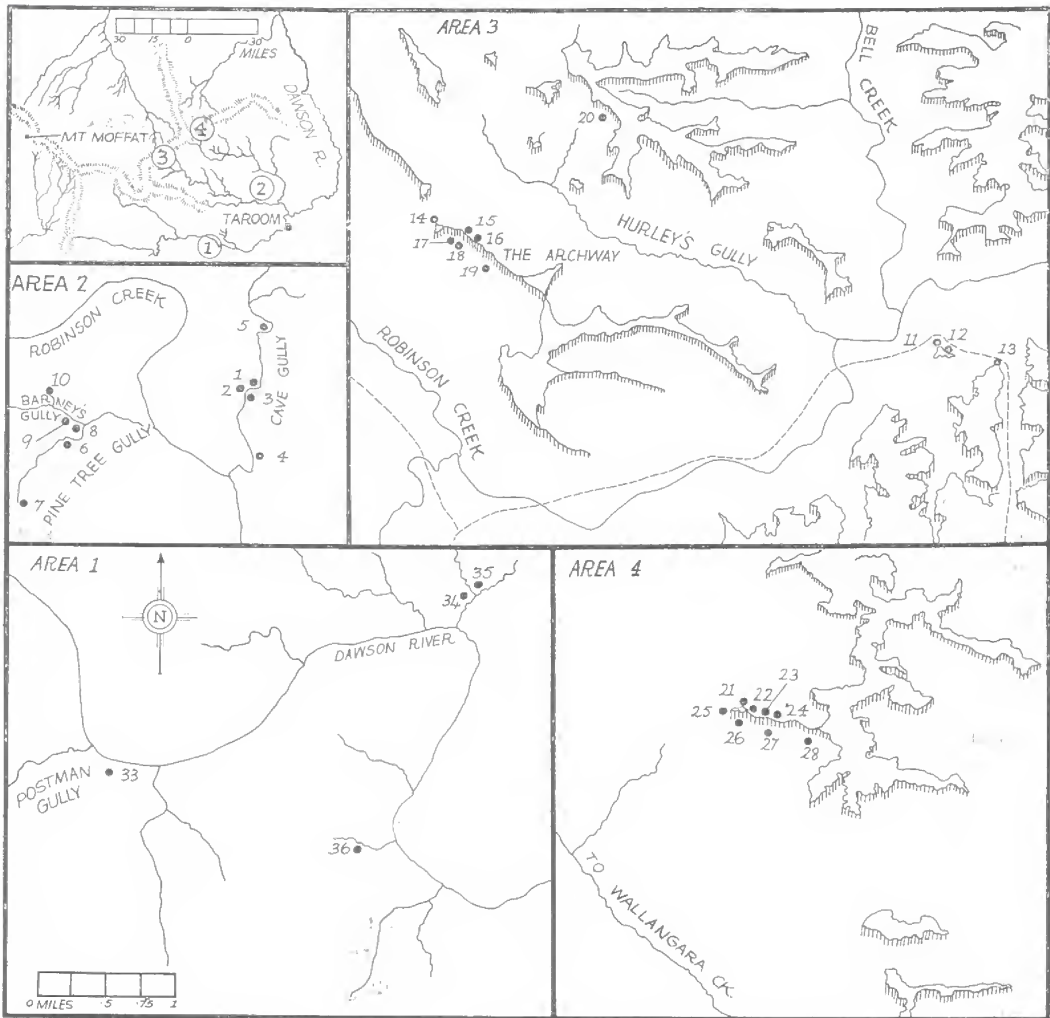 30 15 0 30
MILES
DAWSON R.
MT MOFFAT
4
3
2
TAROOM
1
AREA 2
ROBINSON CREEK
5
10
1
2
3
CAVE GULLY
BARNEY'S
GULLY
9
8
6
4
7
PINE TREE GULLY
AREA 3
BELL
CREEK
20
14
15
16
17
18
19
THE ARCHWAY
HURLEY'S GULLY
11
12
13
ROBINSON
CREEK
AREA 1
N
35
34
DAWSON RIVER
33
POSTMAN
GULLY
36
0 MILES .5 .75 1
AREA 4
21
22
23
24
25
26
27
28
TO WALLANGARA CK.